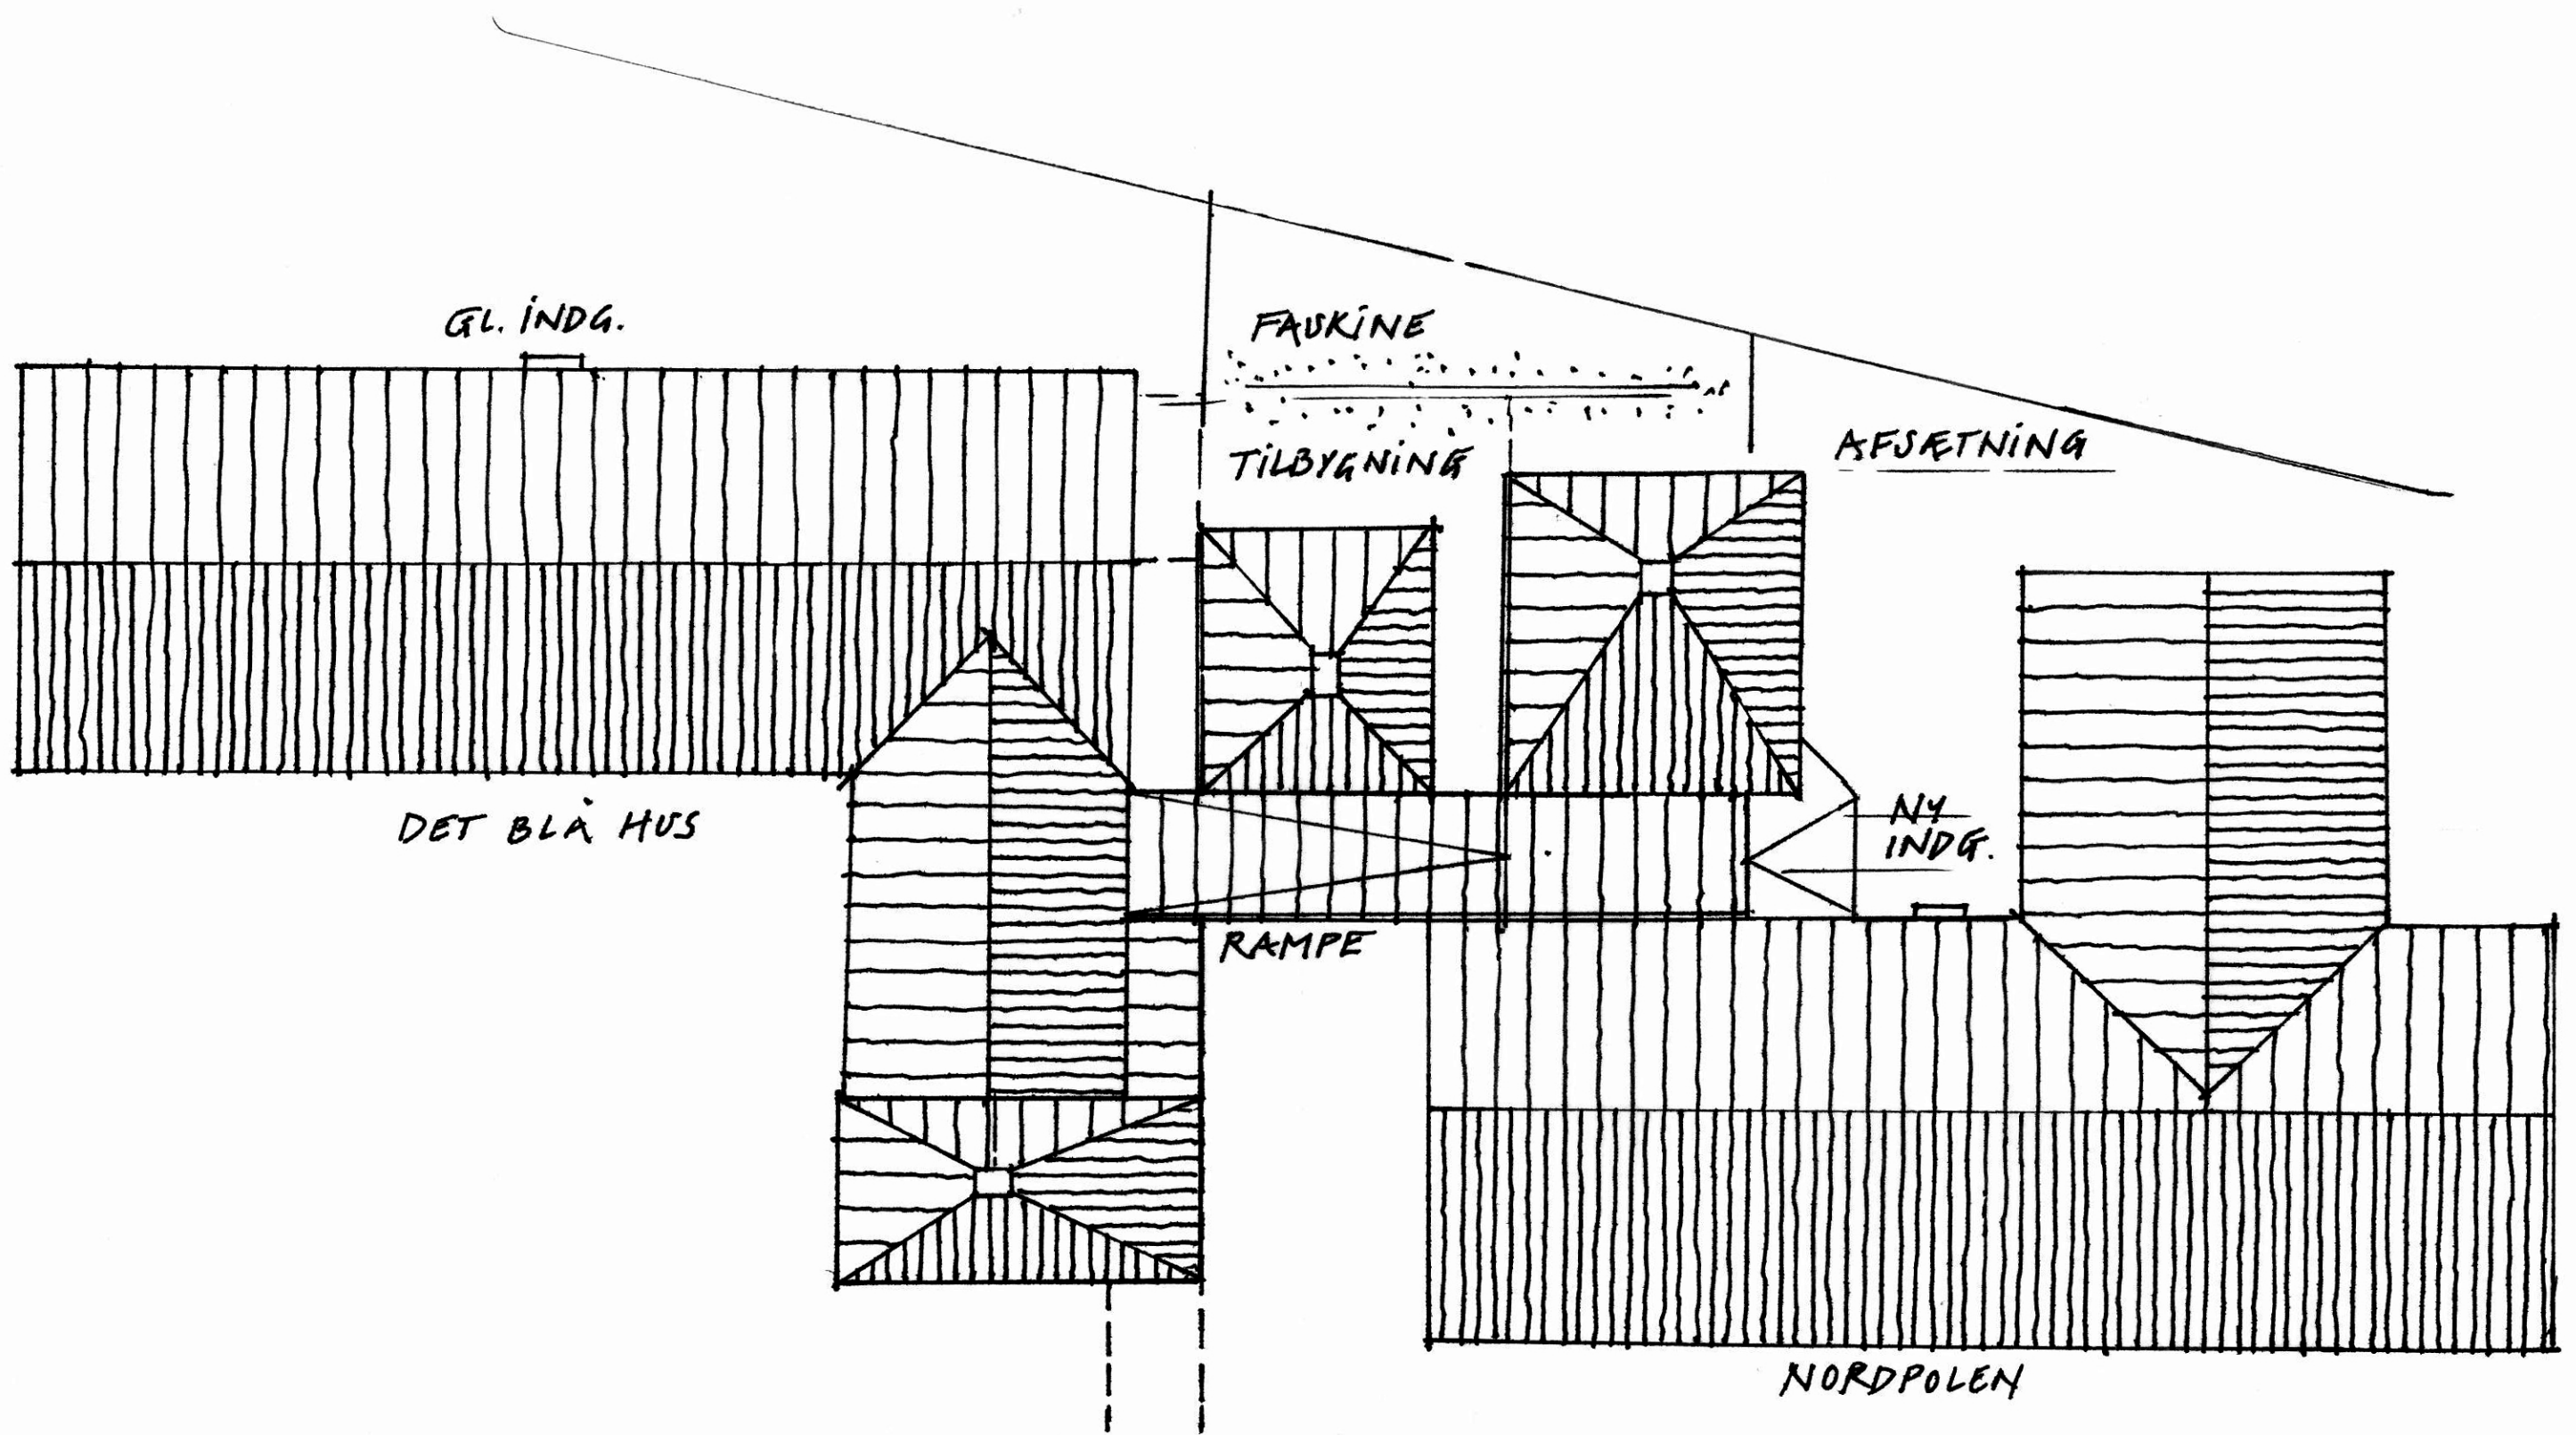 GL. INDG.
FAUKINE
TILBYGNING
AFSÆTNING
DET BLÅ HUS
NY
INDG.
RAMPE
NORDPOLEN